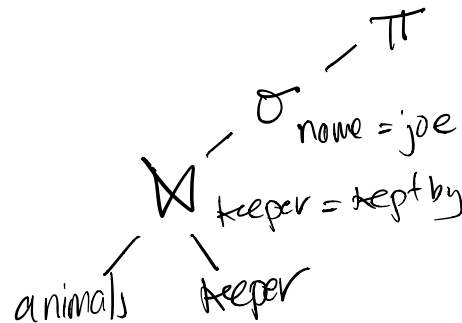 π
σ name = joe
⋈ keeper = keptby
animals keeper